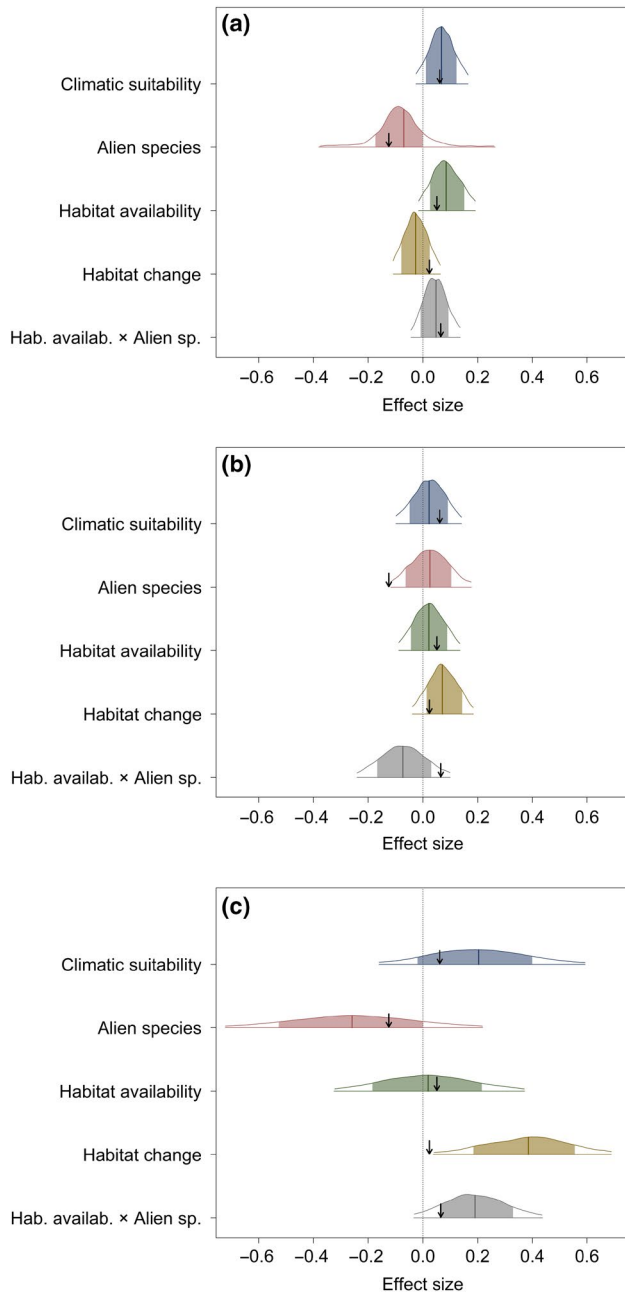 (a)
Climatic suitability
Alien species
Habitat availability
Habitat change
Hab. availab. × Alien sp.
−0.6 −0.4 −0.2 0.0 0.2 0.4 0.6
Effect size
(b)
Climatic suitability
Alien species
Habitat availability
Habitat change
Hab. availab. × Alien sp.
−0.6 −0.4 −0.2 0.0 0.2 0.4 0.6
Effect size
(c)
Climatic suitability
Alien species
Habitat availability
Habitat change
Hab. availab. × Alien sp.
−0.6 −0.4 −0.2 0.0 0.2 0.4 0.6
Effect size